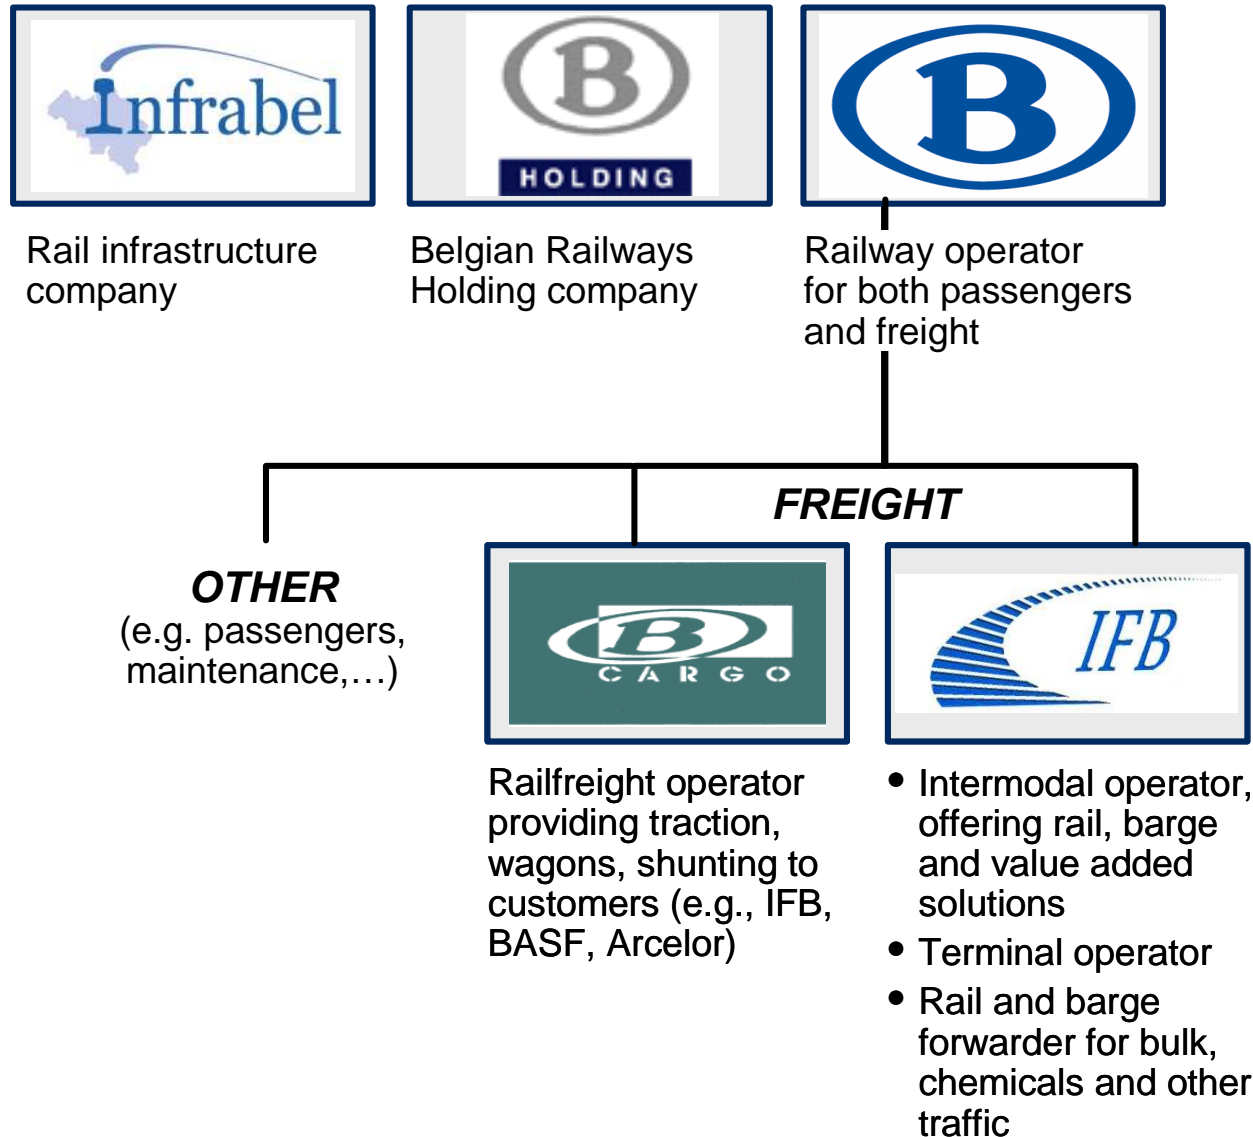 Infrabel
B
HOLDING
B
Rail infrastructure
company
Belgian Railways
Holding company
Railway operator
for both passengers
and freight
FREIGHT
OTHER
(e.g. passengers,
maintenance,…)
B
CARGO
IFB
Railfreight operator
providing traction,
wagons, shunting to
customers (e.g., IFB,
BASF, Arcelor)
• Intermodal operator,
offering rail, barge
and value added
solutions
• Terminal operator
• Rail and barge
forwarder for bulk,
chemicals and other
traffic